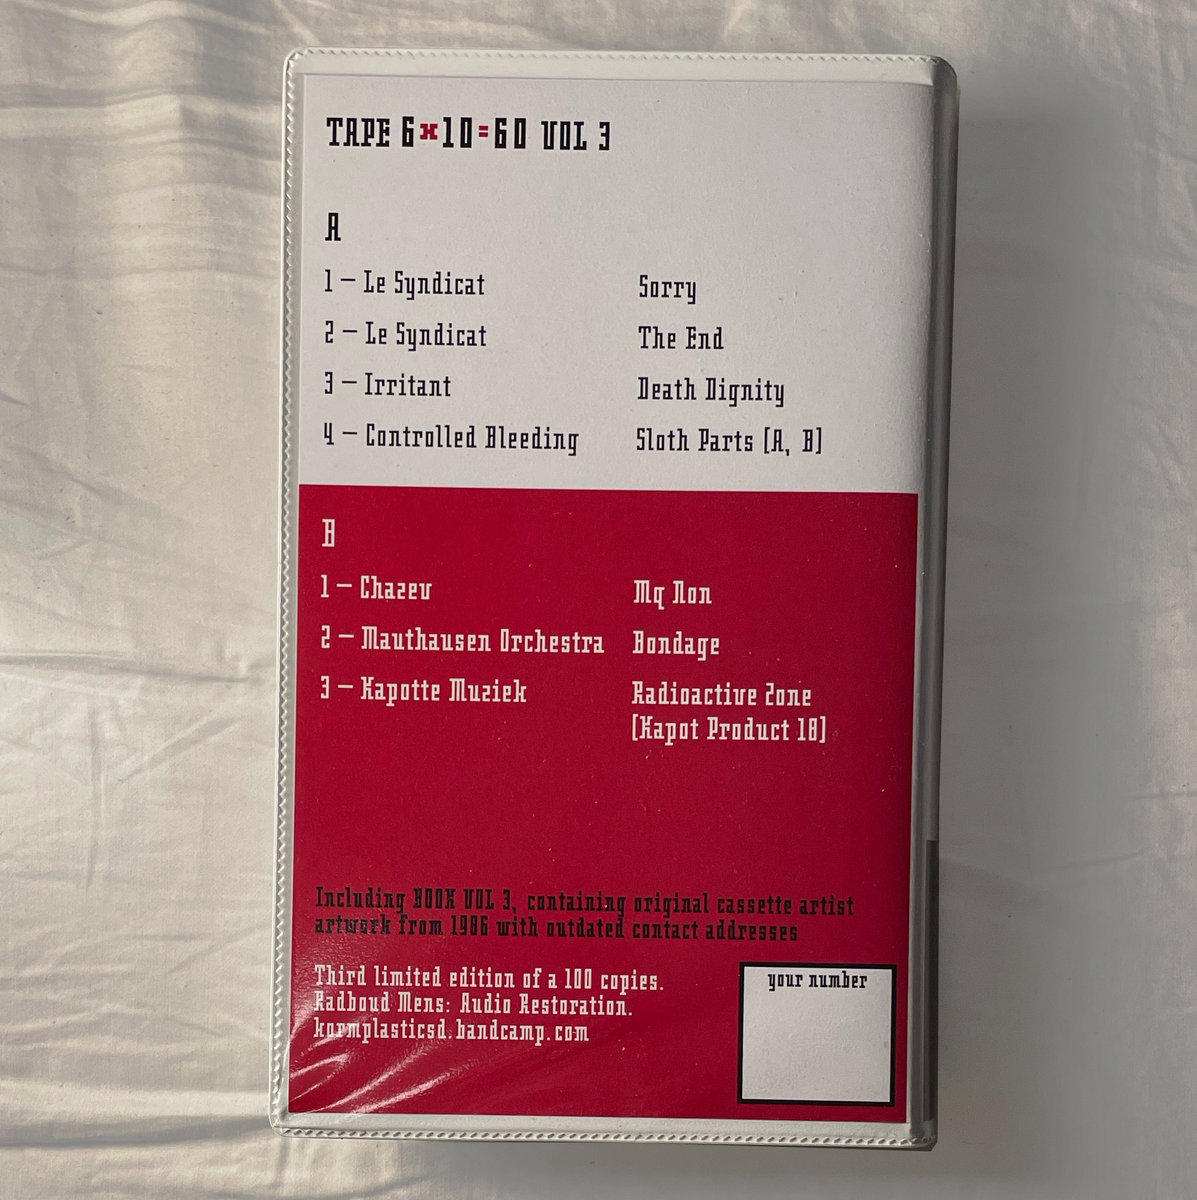 TAPE 6x10=60 VOL 3
A
1 – Le Syndicat Sorry
2 – Le Syndicat The End
3 – Irritant Death Dignity
4 – Controlled Bleeding Sloth Parts [A, B]
B
1 – Chazev Mq Non
2 – Mauthausen Orchestra Bondage
3 – Kapotte Muziek Radioactive Zone
[Kapot Product 18]
Including BOOK VOL 3, containing original cassette artist
artwork from 1986 with outdated contact addresses
Third limited edition of a 100 copies.
Radboud Mens: Audio Restoration.
kormplasticsd.bandcamp.com
your number